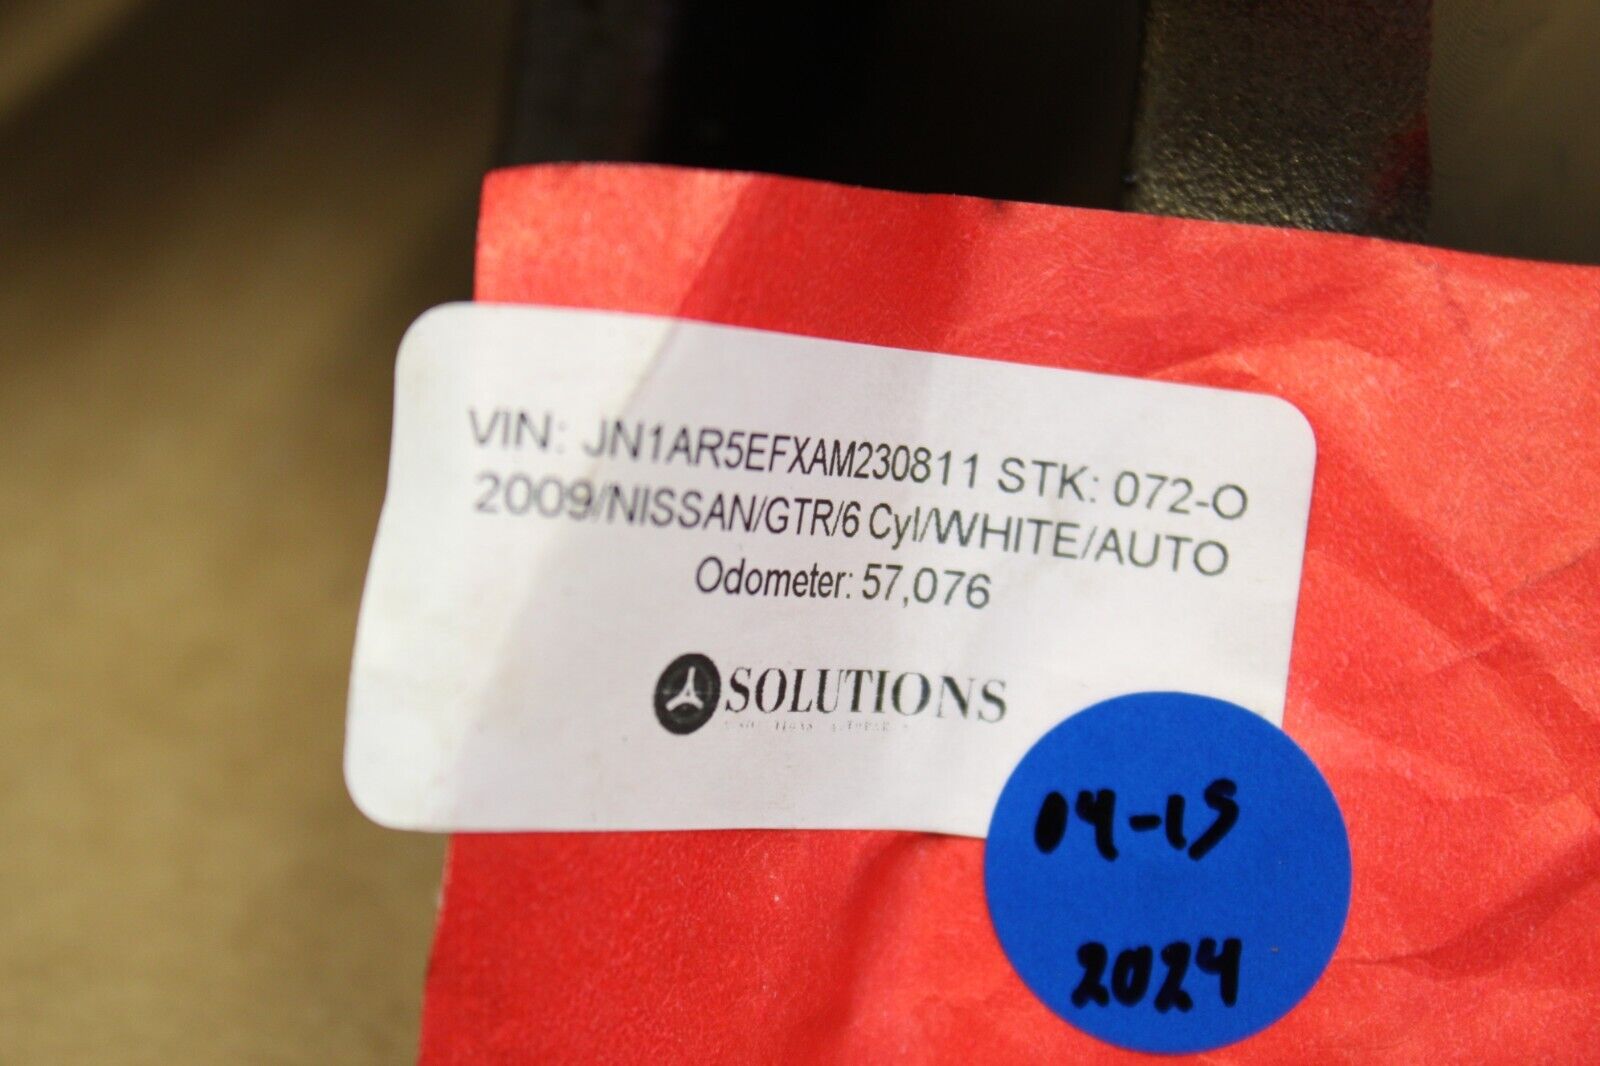 VIN: JN1AR5EFXAM230811 STK: 072-O
2009/NISSAN/GTR/6 Cyl/WHITE/AUTO
Odometer: 57,076
SOLUTIONS
04-15
2024